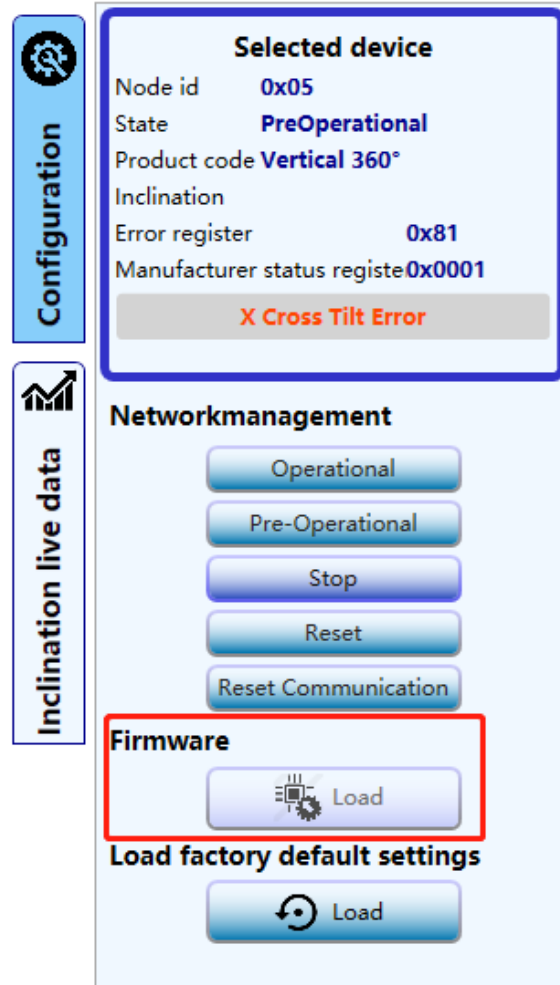 Configuration
Inclination live data
Selected device
Node id 0x05
State PreOperational
Product code Vertical 360°
Inclination
Error register 0x81
Manufacturer status registe 0x0001
X Cross Tilt Error
Networkmanagement
Operational
Pre-Operational
Stop
Reset
Reset Communication
Firmware
Load
Load factory default settings
Load